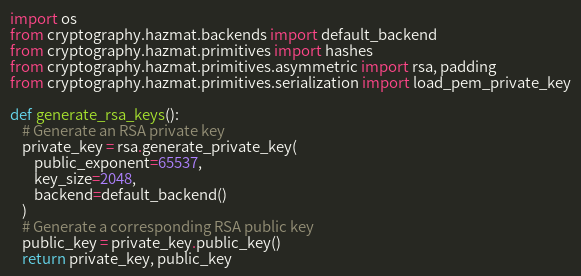 import os
from cryptography.hazmat.backends import default_backend
from cryptography.hazmat.primitives import hashes
from cryptography.hazmat.primitives.asymmetric import rsa, padding
from cryptography.hazmat.primitives.serialization import load_pem_private_key

def generate_rsa_keys():
    # Generate an RSA private key
    private_key = rsa.generate_private_key(
        public_exponent=65537,
        key_size=2048,
        backend=default_backend()
    )
    # Generate a corresponding RSA public key
    public_key = private_key.public_key()
    return private_key, public_key